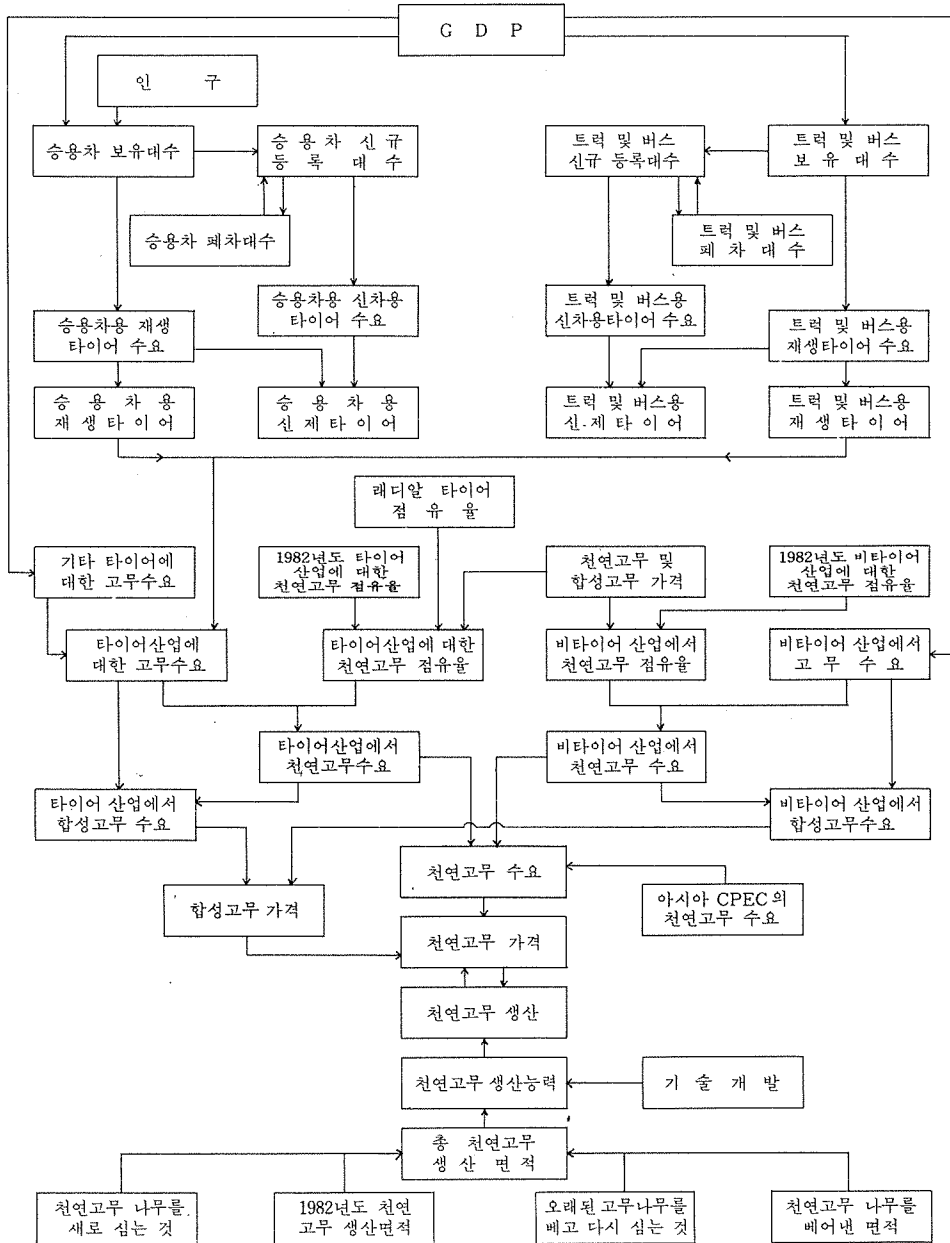 G D P
인 구
승용차 보유대수
승 용 차 신 규
등 록 대 수
트럭 및 버스
신규 등록대수
트럭 및 버스
보 유 대 수
승용차 폐차대수
트럭 및 버스
폐 차 대 수
승용차용 재생
타이어 수요
승용차용 신차용
타이어 수요
트럭 및 버스용
신차용타이어 수요
트럭 및 버스용
재생타이어 수요
승 용 차 용
재 생 타 이 어
승 용 차 용
신 제 타 이 어
트럭 및 버스용
신 제 타 이 어
트럭 및 버스용
재 생 타 이 어
래디알 타이어
점 유 율
기타 타이어에
대한 고무수요
1982년도 타이어
산업에 대한
천연고무 점유율
천연고무 및
합성고무 가격
1982년도 비타이어
산업에 대한
천연고무 점유율
타이어산업에
대한 고무수요
타이어산업에 대한
천연고무 점유율
비타이어 산업에서
천연고무 점유율
비타이어 산업에서
고 무 수 요
타이어산업에서
천연고무수요
비타이어 산업에서
천연고무 수요
타이어 산업에서
합성고무 수요
비타이어 산업에서
합성고무수요
천연고무 수요
합성고무 가격
아시아 CPEC의
천연고무 수요
천연고무 가격
천연고무 생산
천연고무 생산능력
기 술 개 발
총 천연고무
생 산 면 적
천연고무 나무를
새로 심는 것
1982년도 천연
고무 생산면적
오래된 고무나무를
베고 다시 심는 것
천연고무 나무를
베어낸 면적